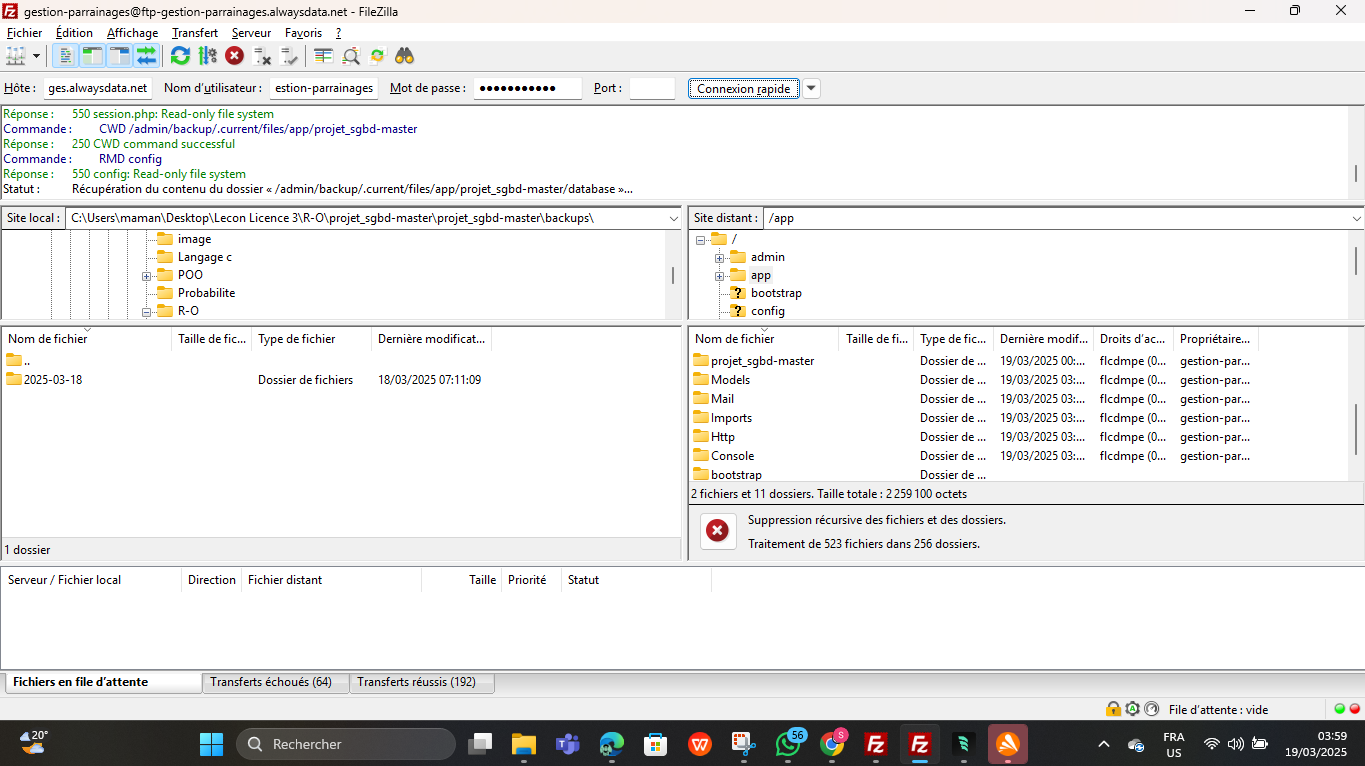 gestion-parrainages@ftp-gestion-parrainages.alwaysdata.net - FileZilla
Fichier Édition Affichage Transfert Serveur Favoris ?
Hôte : ges.alwaysdata.net Nom d'utilisateur : estion-parrainages Mot de passe : ●●●●●●●●●●● Port : Connexion rapide
Réponse : 550 session.php: Read-only file system
Commande : CWD /admin/backup/.current/files/app/projet_sgbd-master
Réponse : 250 CWD command successful
Commande : RMD config
Réponse : 550 config: Read-only file system
Statut : Récupération du contenu du dossier « /admin/backup/.current/files/app/projet_sgbd-master/database »...
Site local : C:\Users\maman\Desktop\Lecon Licence 3\R-O\projet_sgbd-master\projet_sgbd-master\backups\
image
Langage c
POO
Probabilite
R-O
Site distant : /app
/
admin
app
? bootstrap
? config
Nom de fichier Taille de fic... Type de fichier Dernière modificat...
..
2025-03-18 Dossier de fichiers 18/03/2025 07:11:09
1 dossier
Nom de fichier Taille de fi... Type de fic... Dernière modif... Droits d'ac... Propriétaire...
projet_sgbd-master Dossier de ... 19/03/2025 00:... flcdmpe (0... gestion-par...
Models Dossier de ... 19/03/2025 03:... flcdmpe (0... gestion-par...
Mail Dossier de ... 19/03/2025 03:... flcdmpe (0... gestion-par...
Imports Dossier de ... 19/03/2025 03:... flcdmpe (0... gestion-par...
Http Dossier de ... 19/03/2025 03:... flcdmpe (0... gestion-par...
Console Dossier de ... 19/03/2025 03:... flcdmpe (0... gestion-par...
bootstrap Dossier de ...
2 fichiers et 11 dossiers. Taille totale : 2 259 100 octets
Suppression récursive des fichiers et des dossiers.
Traitement de 523 fichiers dans 256 dossiers.
Serveur / Fichier local Direction Fichier distant Taille Priorité Statut
Fichiers en file d'attente Transferts échoués (64) Transferts réussis (192)
File d'attente : vide
20°
Rechercher
56
S
FRA
US
03:59
19/03/2025